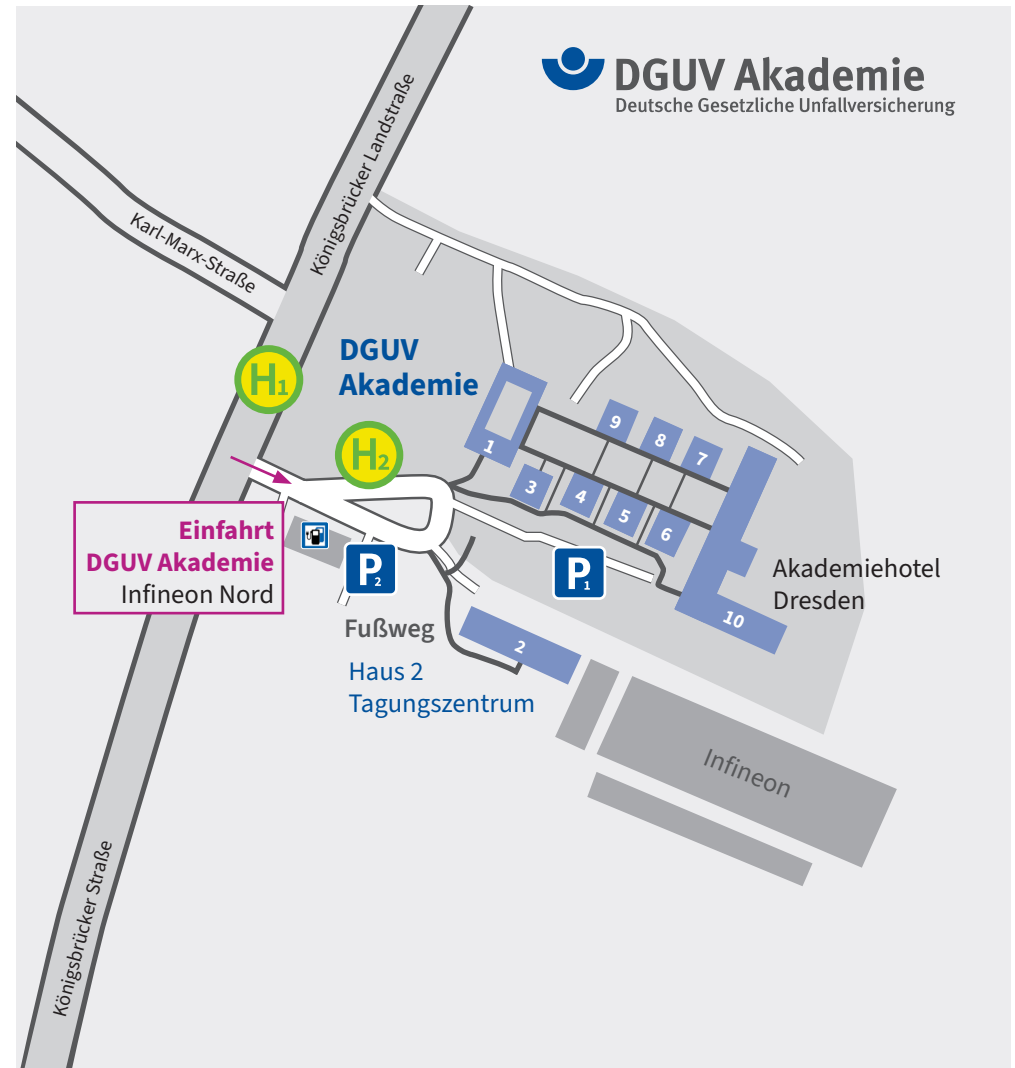 DGUV Akademie
Deutsche Gesetzliche Unfallversicherung
Königsbrücker Landstraße
Karl-Marx-Straße
DGUV
Akademie
H1
H2
1
9
8
7
3
4
5
6
Einfahrt
DGUV Akademie
Infineon Nord
P2
P1
Akademiehotel
Dresden
10
Fußweg
2
Haus 2
Tagungszentrum
Infineon
Königsbrücker Straße